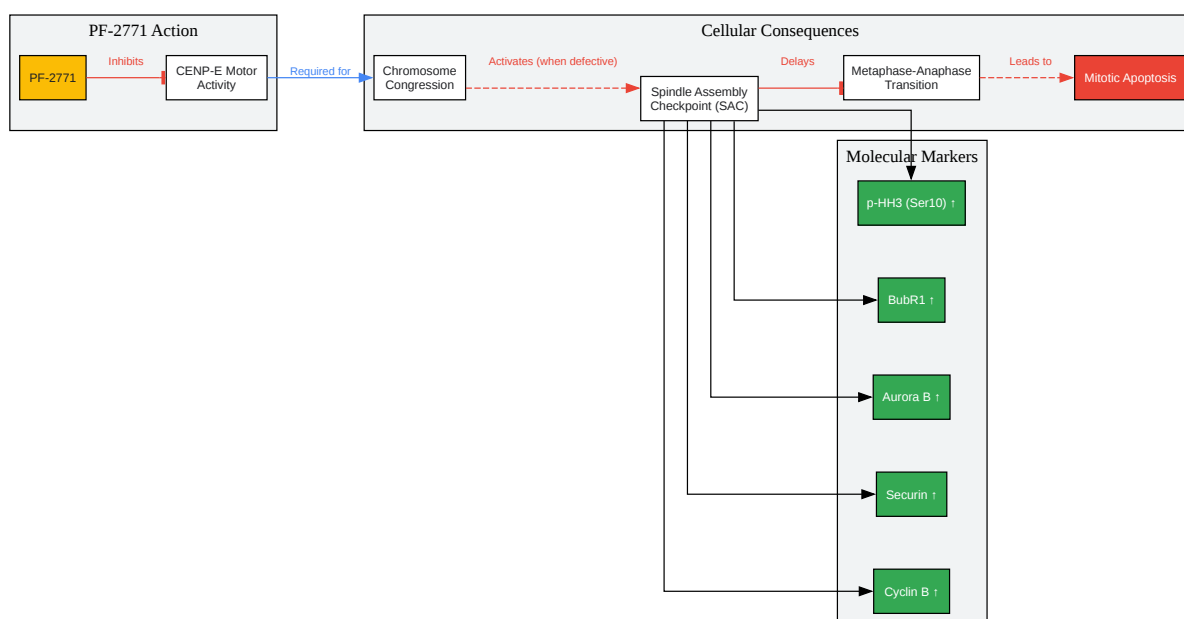 PF-2771 Action
Cellular Consequences
PF-2771
Inhibits
CENP-E Motor
Activity
Required for
Chromosome
Congression
Activates (when defective)
Spindle Assembly
Checkpoint (SAC)
Delays
Metaphase-Anaphase
Transition
Leads to
Mitotic Apoptosis
Molecular Markers
p-HH3 (Ser10) ↑
BubR1 ↑
Aurora B ↑
Securin ↑
Cyclin B ↑